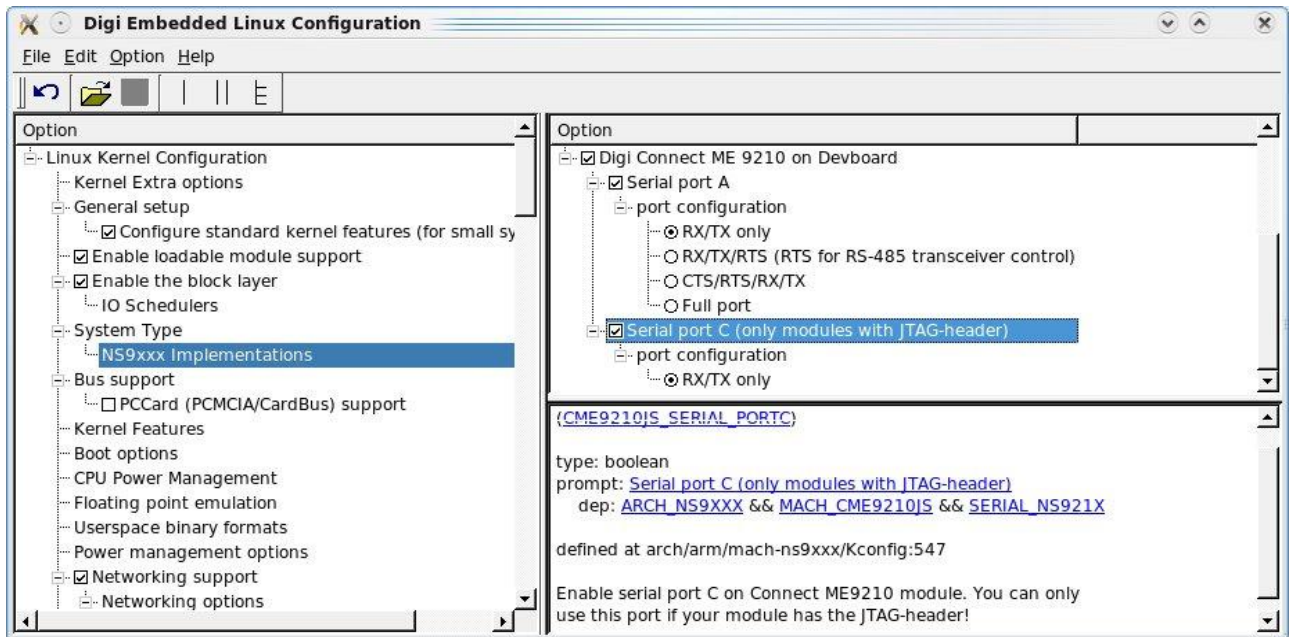 Digi Embedded Linux Configuration
File Edit Option Help
Option
Linux Kernel Configuration
Kernel Extra options
General setup
Configure standard kernel features (for small sy
Enable loadable module support
Enable the block layer
IO Schedulers
System Type
NS9xxx Implementations
Bus support
PCCard (PCMCIA/CardBus) support
Kernel Features
Boot options
CPU Power Management
Floating point emulation
Userspace binary formats
Power management options
Networking support
Networking options
Option
Digi Connect ME 9210 on Devboard
Serial port A
port configuration
RX/TX only
RX/TX/RTS (RTS for RS-485 transceiver control)
CTS/RTS/RX/TX
Full port
Serial port C (only modules with JTAG-header)
port configuration
RX/TX only
(CME9210JS_SERIAL_PORTC)
type: boolean
prompt: Serial port C (only modules with JTAG-header)
dep: ARCH_NS9XXX && MACH_CME9210JS && SERIAL_NS921X
defined at arch/arm/mach-ns9xxx/Kconfig:547
Enable serial port C on Connect ME9210 module. You can only
use this port if your module has the JTAG-header!